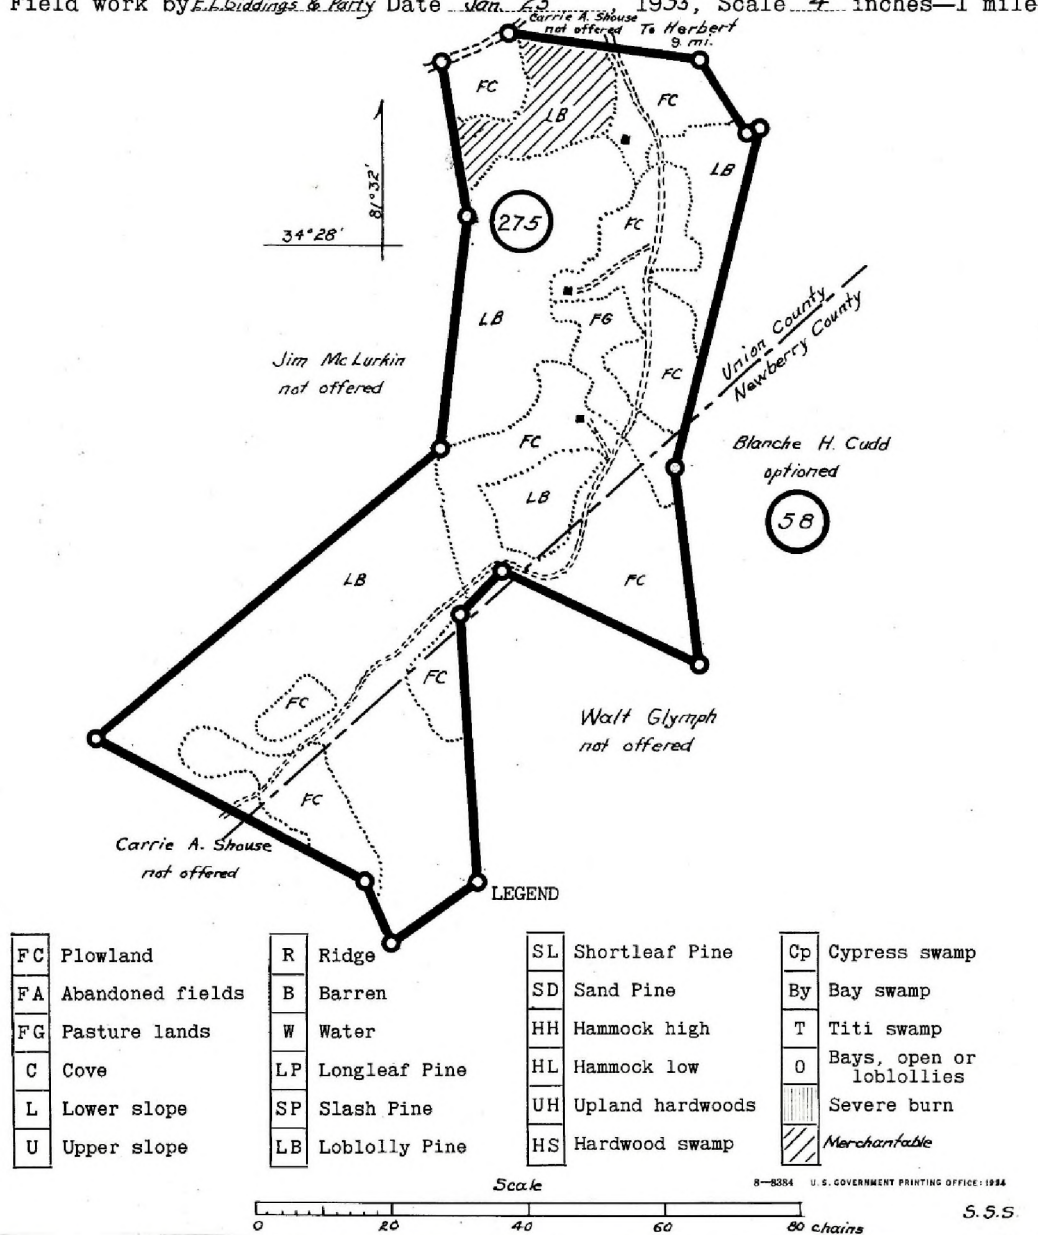 Field work by E.L. Giddings & Party Date Jan 23, 1935, Scale 4 inches—1 mile
Carrie A. Shouse
not offered
To Herbert
9 mi.
FC
LB
FC
LB
81°32'
275
34°28'
FC
LB
FG
Union County
Newberry County
Jim McLurkin
not offered
FC
FC
Blanche H. Cudd
optioned
LB
58
LB
FC
FC
FC
Walt Glymph
not offered
FC
Carrie A. Shouse
not offered
LEGEND
FC Plowland
FA Abandoned fields
FG Pasture lands
C Cove
L Lower slope
U Upper slope
R Ridge
B Barren
W Water
LP Longleaf Pine
SP Slash Pine
LB Loblolly Pine
SL Shortleaf Pine
SD Sand Pine
HH Hammock high
HL Hammock low
UH Upland hardwoods
HS Hardwood swamp
Cp Cypress swamp
By Bay swamp
T Titi swamp
O Bays, open or
loblollies
Severe burn
Merchantable
Scale
8—8384 U.S. GOVERNMENT PRINTING OFFICE: 1934
S.S.S.
0 20 40 60 80 chains